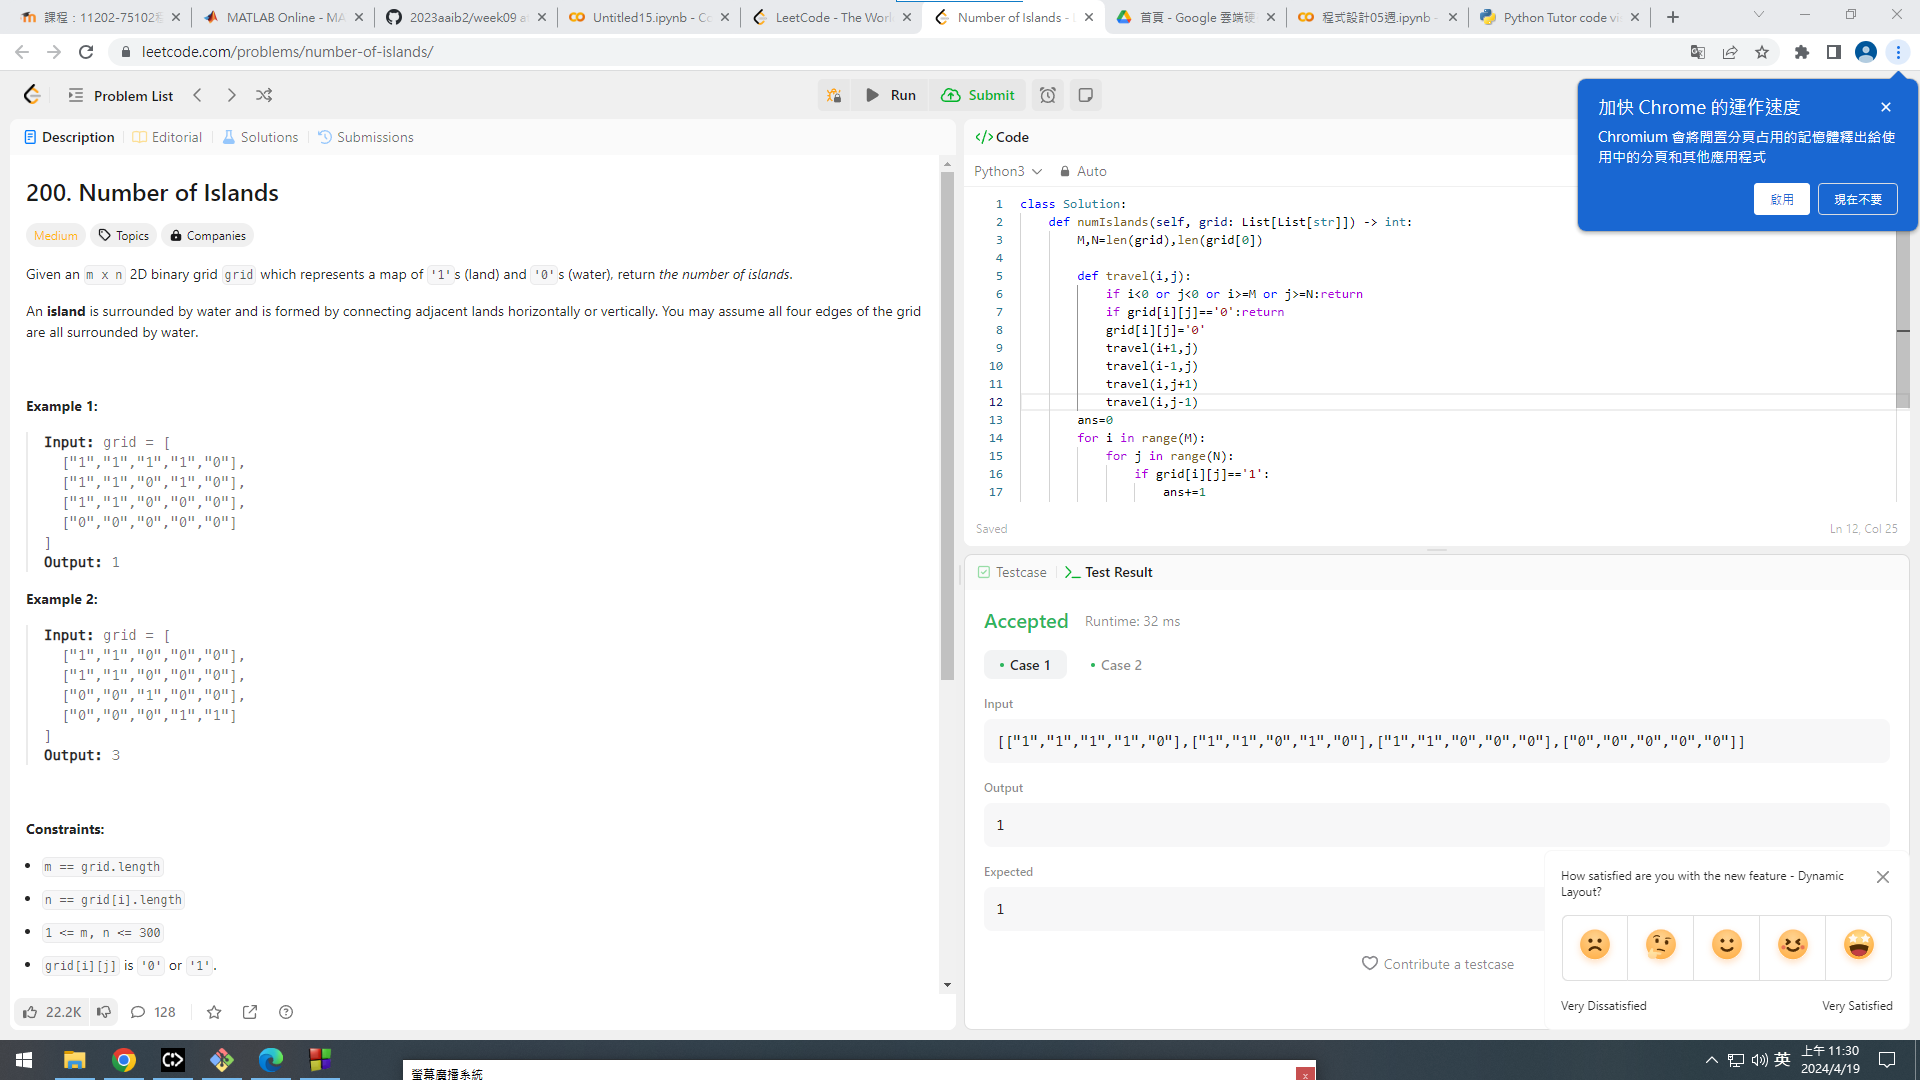 課程：11202-75102程
MATLAB Online - MA
2023aaib2/week09 at
Untitled15.ipynb - Co
LeetCode - The Worl
Number of Islands - L
首頁 - Google 雲端硬
程式設計05週.ipynb -
Python Tutor code vi
leetcode.com/problems/number-of-islands/
Problem List
Run
Submit
加快 Chrome 的運作速度
Chromium 會將閒置分頁占用的記憶體釋出給使
用中的分頁和其他應用程式
啟用
現在不要
Description
Editorial
Solutions
Submissions
200. Number of Islands
Medium
Topics
Companies
Given an m x n 2D binary grid grid which represents a map of '1's (land) and '0's (water), return the number of islands.
An island is surrounded by water and is formed by connecting adjacent lands horizontally or vertically. You may assume all four edges of the grid
are all surrounded by water.
Example 1:
Input: grid = [
["1","1","1","1","0"],
["1","1","0","1","0"],
["1","1","0","0","0"],
["0","0","0","0","0"]
]
Output: 1
Example 2:
Input: grid = [
["1","1","0","0","0"],
["1","1","0","0","0"],
["0","0","1","0","0"],
["0","0","0","1","1"]
]
Output: 3
Constraints:
• m == grid.length
• n == grid[i].length
• 1 <= m, n <= 300
• grid[i][j] is '0' or '1'.
22.2K
128
Code
Python3
Auto
1 class Solution:
2 def numIslands(self, grid: List[List[str]]) -> int:
3 M,N=len(grid),len(grid[0])
4
5 def travel(i,j):
6 if i<0 or j<0 or i>=M or j>=N:return
7 if grid[i][j]=='0':return
8 grid[i][j]='0'
9 travel(i+1,j)
10 travel(i-1,j)
11 travel(i,j+1)
12 travel(i,j-1)
13 ans=0
14 for i in range(M):
15 for j in range(N):
16 if grid[i][j]=='1':
17 ans+=1
Saved
Ln 12, Col 25
Testcase
Test Result
Accepted
Runtime: 32 ms
• Case 1
• Case 2
Input
[["1","1","1","1","0"],["1","1","0","1","0"],["1","1","0","0","0"],["0","0","0","0","0"]]
Output
1
Expected
1
Contribute a testcase
How satisfied are you with the new feature - Dynamic
Layout?
Very Dissatisfied
Very Satisfied
螢幕廣播系統
英
上午 11:30
2024/4/19